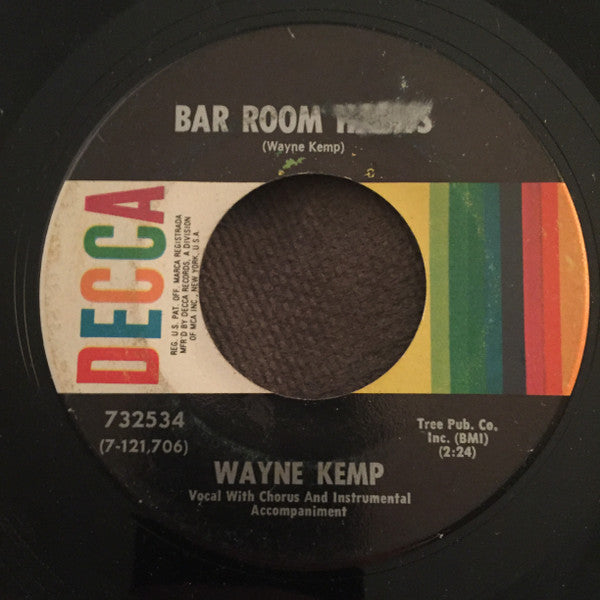 BAR ROOM
(Wayne Kemp)
DECCA
REG. U.S. PAT. OFF. MARCA REGISTRADA
MFR'D BY DECCA RECORDS, A DIVISION
OF MCA INC., NEW YORK, U.S.A.
732534
(7-121,706)
Tree Pub. Co.
Inc. (BMI)
(2:24)
WAYNE KEMP
Vocal With Chorus And Instrumental
Accompaniment